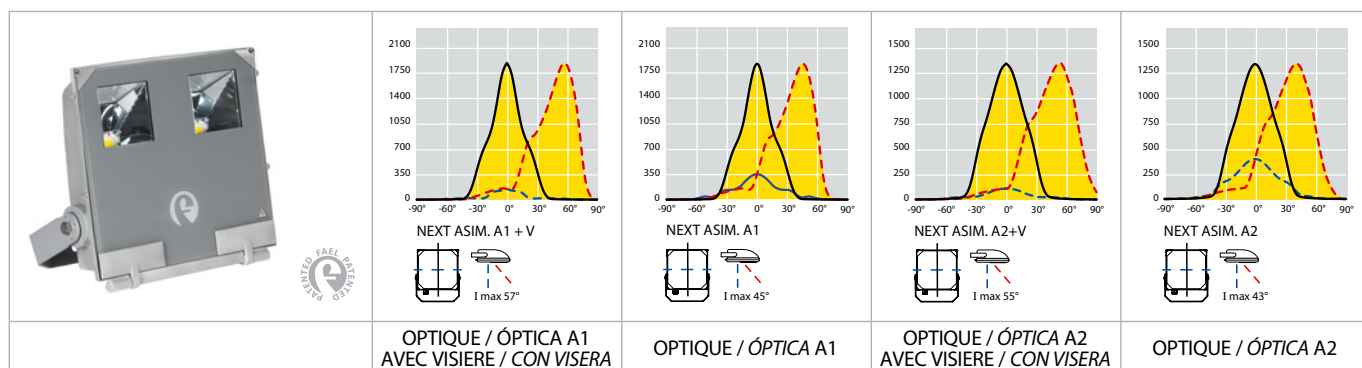 PATENTED FAEL PATENTED
2100
1750
1400
1050
700
350
0
-90° -60° -30° 0° 30° 60° 90°
NEXT ASIM. A1 + V
I max 57°
2100
1750
1400
1050
700
350
0
-90° -60° -30° 0° 30° 60° 90°
NEXT ASIM. A1
I max 45°
1500
1250
1000
750
500
250
0
-90° -60° -30° 0° 30° 60° 90°
NEXT ASIM. A2+V
I max 55°
1500
1250
1000
750
500
250
0
-90° -60° -30° 0° 30° 60° 90°
NEXT ASIM. A2
I max 43°
OPTIQUE / ÓPTICA A1
AVEC VISIERE / CON VISERA
OPTIQUE / ÓPTICA A1
OPTIQUE / ÓPTICA A2
AVEC VISIERE / CON VISERA
OPTIQUE / ÓPTICA A2